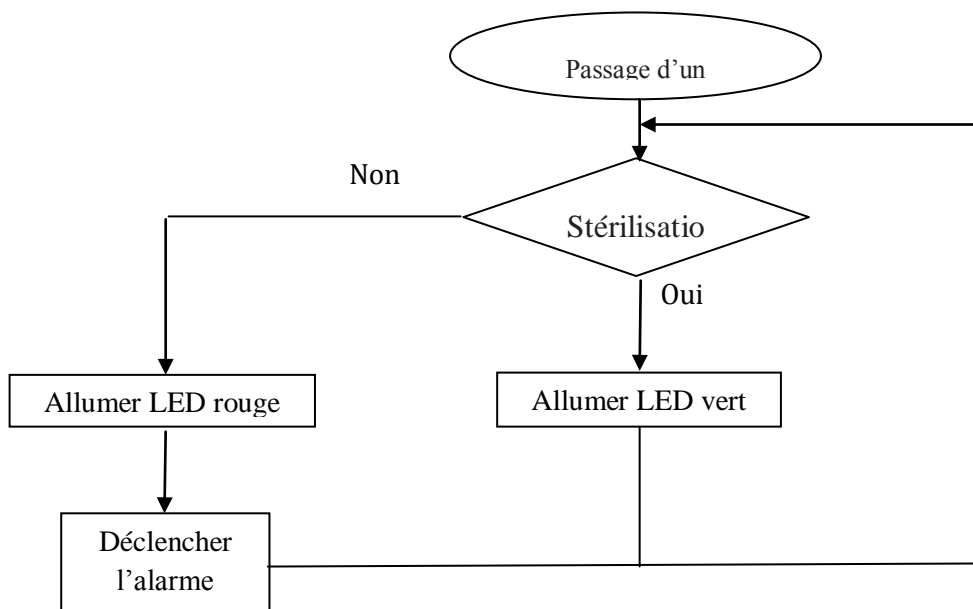 Passage d’un
Non
Stérilisatio
Oui
Allumer LED rouge
Allumer LED vert
Déclencher
l’alarme